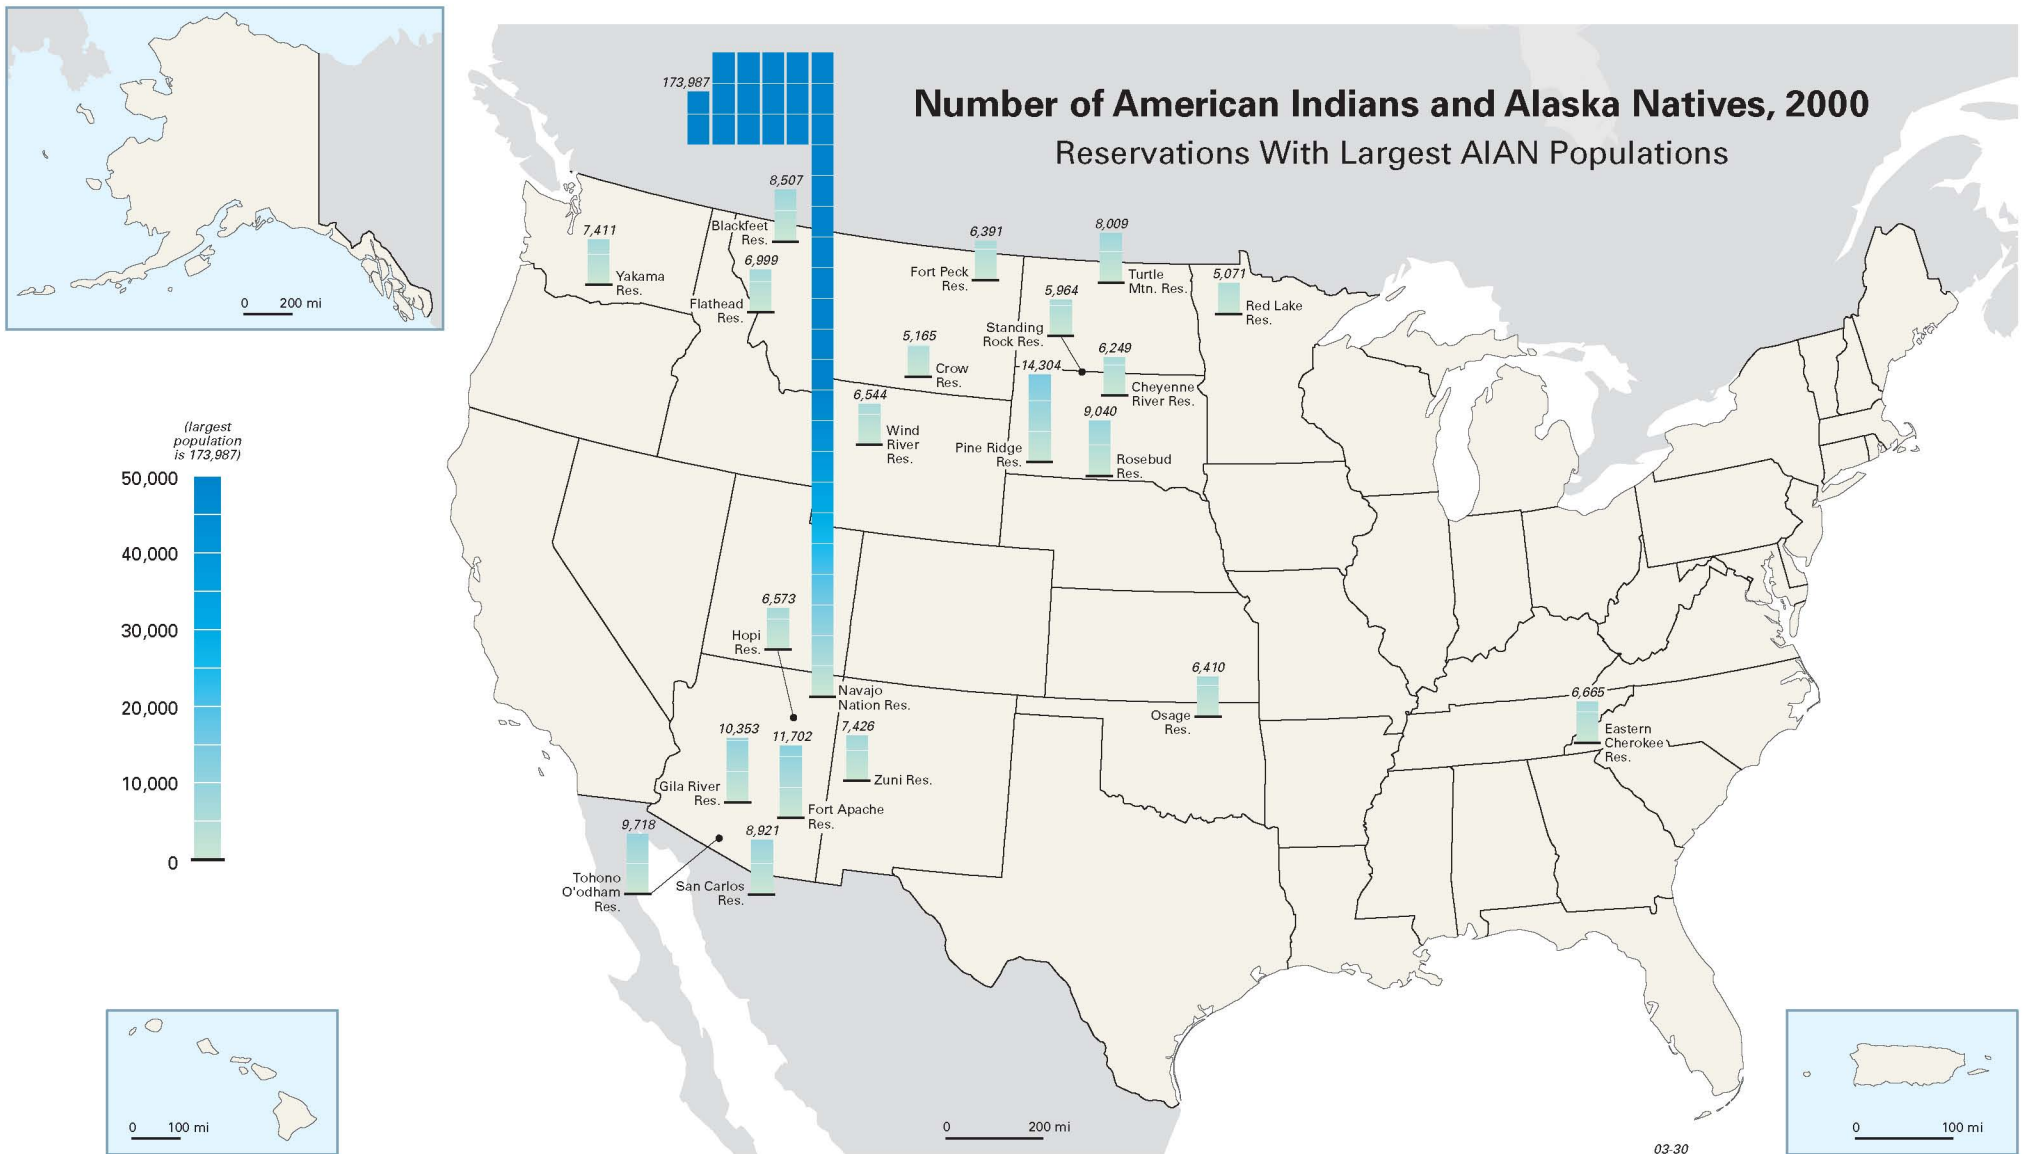 Number of American Indians and Alaska Natives, 2000
Reservations With Largest AIAN Populations
0 200 mi
(largest
population
is 173,987)
50,000
40,000
30,000
20,000
10,000
0
173,987
Navajo
Nation Res.
8,507
Blackfeet
Res.
7,411
Yakama
Res.
6,999
Flathead
Res.
6,391
Fort Peck
Res.
8,009
Turtle
Mtn. Res.
5,071
Red Lake
Res.
5,964
Standing
Rock Res.
5,165
Crow
Res.
14,304
Pine Ridge
Res.
6,249
Cheyenne
River Res.
6,544
Wind
River
Res.
9,040
Rosebud
Res.
6,573
Hopi
Res.
6,410
Osage
Res.
6,665
Eastern
Cherokee
Res.
10,353
Gila River
Res.
11,702
Fort Apache
Res.
7,426
Zuni Res.
9,718
Tohono
O'odham
Res.
8,921
San Carlos
Res.
0 100 mi
0 200 mi
0 100 mi
03-30